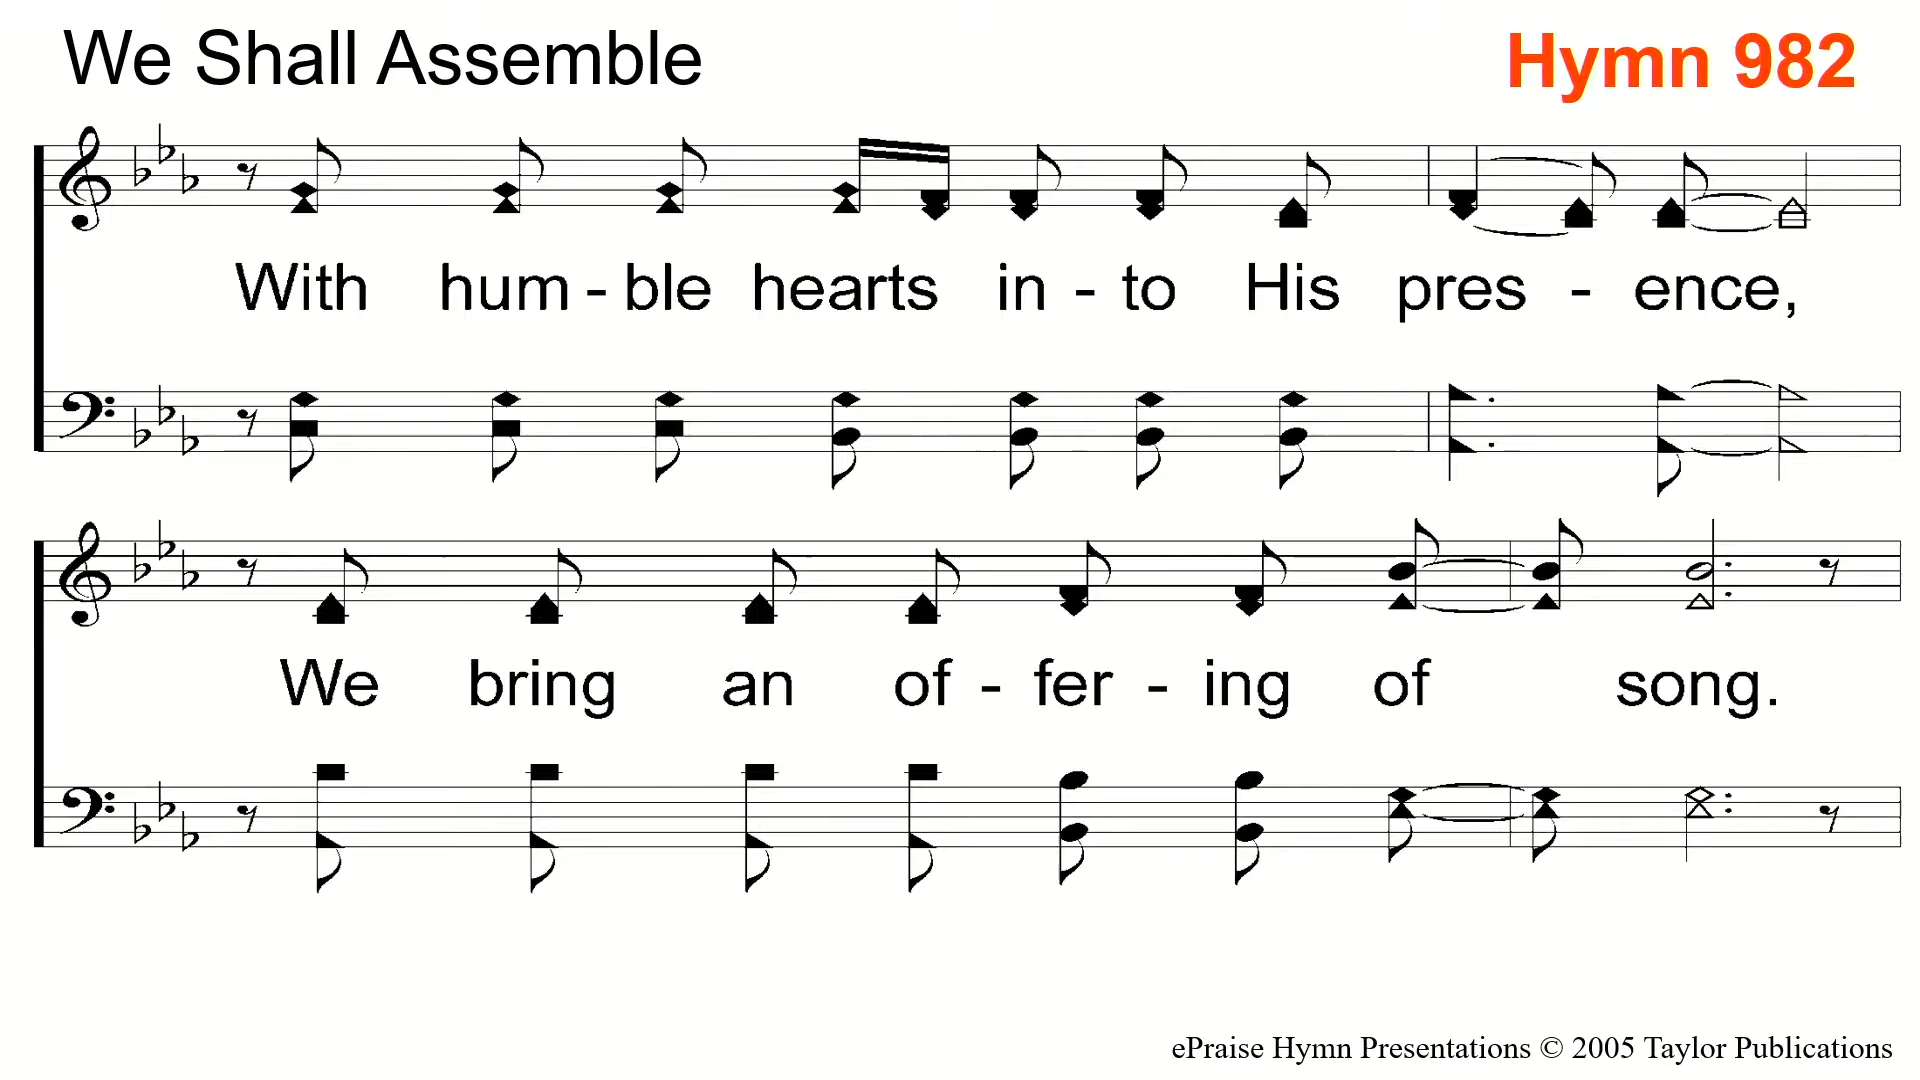 We Shall Assemble
Hymn 982
With hum - ble hearts in - to His pres - ence,
We bring an of - fer - ing of song.
ePraise Hymn Presentations © 2005 Taylor Publications